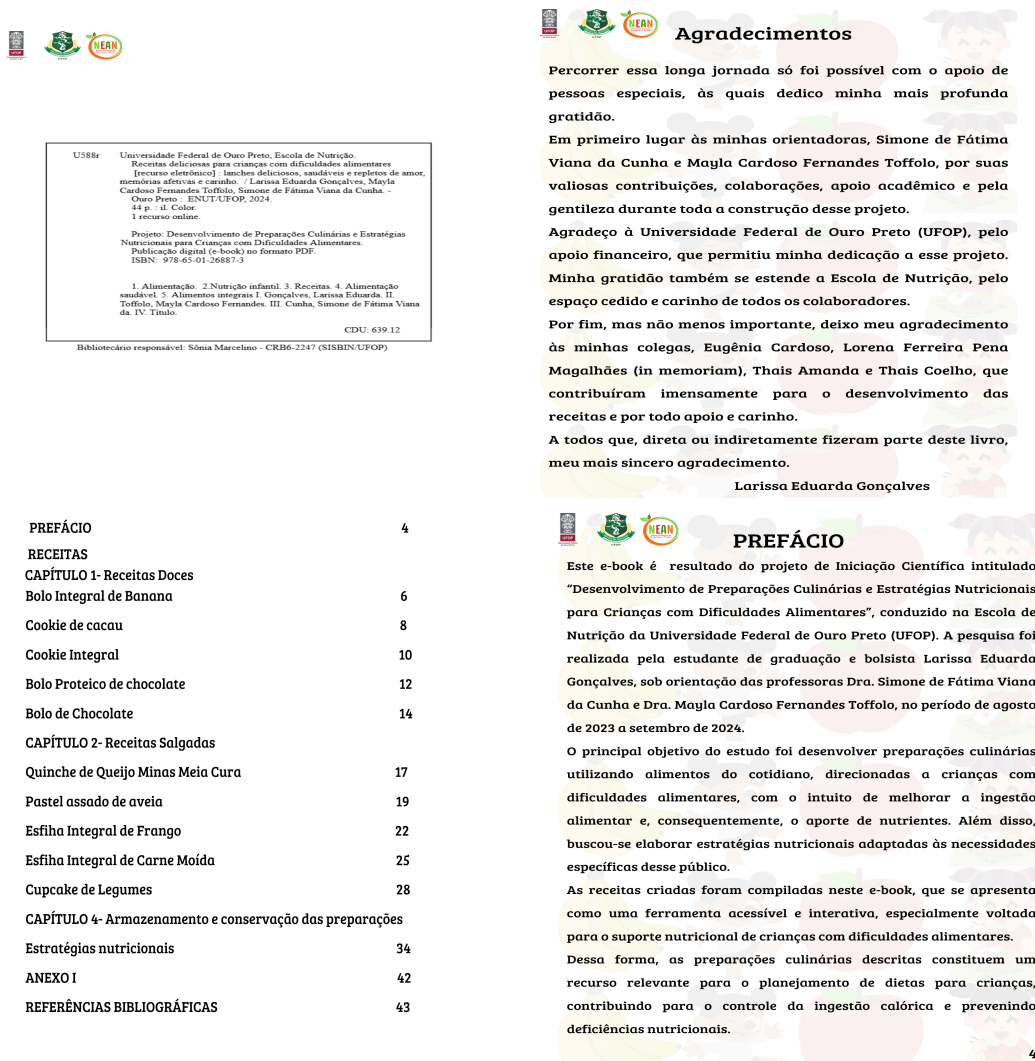 UFOP
UFOP
NEAN
U588r Universidade Federal de Ouro Preto, Escola de Nutrição.
Receitas deliciosas para crianças com dificuldades alimentares
[recurso eletrônico] : lanches deliciosos, saudáveis e repletos de amor,
memórias afetivas e carinho. / Larissa Eduarda Gonçalves, Mayla
Cardoso Fernandes Toffolo, Simone de Fátima Viana da Cunha. -
Ouro Preto : ENUT/UFOP, 2024.
44 p. : il. Color.
1 recurso online.
Projeto: Desenvolvimento de Preparações Culinárias e Estratégias
Nutricionais para Crianças com Dificuldades Alimentares.
Publicação digital (e-book) no formato PDF.
ISBN: 978-65-01-26887-3
1. Alimentação. 2.Nutrição infantil. 3. Receitas. 4. Alimentação
saudável. 5. Alimentos integrais I. Gonçalves, Larissa Eduarda. II.
Toffolo, Mayla Cardoso Fernandes. III. Cunha, Simone de Fátima Viana
da. IV. Título.
CDU: 639.12
Bibliotecário responsável: Sônia Marcelino - CRB6-2247 (SISBIN/UFOP)
UFOP
UFOP
NEAN
Agradecimentos
Percorrer essa longa jornada só foi possível com o apoio de
pessoas especiais, às quais dedico minha mais profunda
gratidão.
Em primeiro lugar às minhas orientadoras, Simone de Fátima
Viana da Cunha e Mayla Cardoso Fernandes Toffolo, por suas
valiosas contribuições, colaborações, apoio acadêmico e pela
gentileza durante toda a construção desse projeto.
Agradeço à Universidade Federal de Ouro Preto (UFOP), pelo
apoio financeiro, que permitiu minha dedicação a esse projeto.
Minha gratidão também se estende a Escola de Nutrição, pelo
espaço cedido e carinho de todos os colaboradores.
Por fim, mas não menos importante, deixo meu agradecimento
às minhas colegas, Eugênia Cardoso, Lorena Ferreira Pena
Magalhães (in memoriam), Thais Amanda e Thais Coelho, que
contribuíram imensamente para o desenvolvimento das
receitas e por todo apoio e carinho.
A todos que, direta ou indiretamente fizeram parte deste livro,
meu mais sincero agradecimento.
Larissa Eduarda Gonçalves
PREFÁCIO 4
RECEITAS
CAPÍTULO 1- Receitas Doces
Bolo Integral de Banana 6
Cookie de cacau 8
Cookie Integral 10
Bolo Proteico de chocolate 12
Bolo de Chocolate 14
CAPÍTULO 2- Receitas Salgadas
Quinche de Queijo Minas Meia Cura 17
Pastel assado de aveia 19
Esfiha Integral de Frango 22
Esfiha Integral de Carne Moída 25
Cupcake de Legumes 28
CAPÍTULO 4- Armazenamento e conservação das preparações
Estratégias nutricionais 34
ANEXO I 42
REFERÊNCIAS BIBLIOGRÁFICAS 43
UFOP
UFOP
NEAN
PREFÁCIO
Este e-book é resultado do projeto de Iniciação Científica intitulado
“Desenvolvimento de Preparações Culinárias e Estratégias Nutricionais
para Crianças com Dificuldades Alimentares”, conduzido na Escola de
Nutrição da Universidade Federal de Ouro Preto (UFOP). A pesquisa foi
realizada pela estudante de graduação e bolsista Larissa Eduarda
Gonçalves, sob orientação das professoras Dra. Simone de Fátima Viana
da Cunha e Dra. Mayla Cardoso Fernandes Toffolo, no período de agosto
de 2023 a setembro de 2024.
O principal objetivo do estudo foi desenvolver preparações culinárias
utilizando alimentos do cotidiano, direcionadas a crianças com
dificuldades alimentares, com o intuito de melhorar a ingestão
alimentar e, consequentemente, o aporte de nutrientes. Além disso,
buscou-se elaborar estratégias nutricionais adaptadas às necessidades
específicas desse público.
As receitas criadas foram compiladas neste e-book, que se apresenta
como uma ferramenta acessível e interativa, especialmente voltada
para o suporte nutricional de crianças com dificuldades alimentares.
Dessa forma, as preparações culinárias descritas constituem um
recurso relevante para o planejamento de dietas para crianças,
contribuindo para o controle da ingestão calórica e prevenindo
deficiências nutricionais.
4